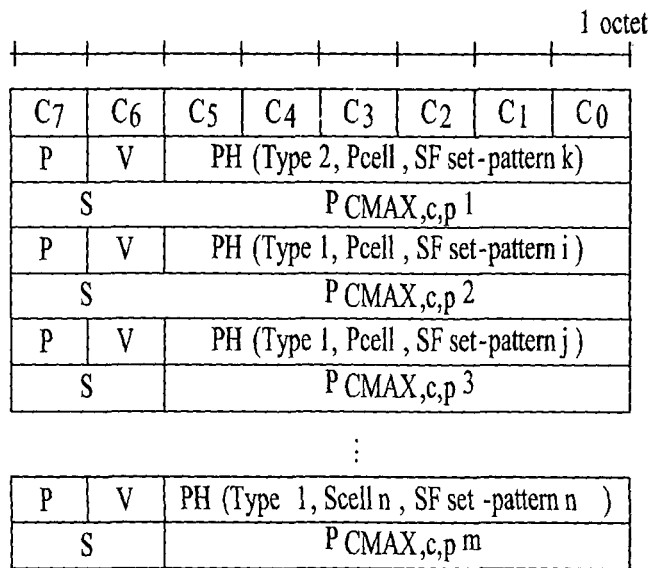 1 octet
C7 C6 C5 C4 C3 C2 C1 C0
P V PH (Type 2, Pcell , SF set-pattern k)
S P CMAX,c,p 1
P V PH (Type 1, Pcell , SF set-pattern i )
S P CMAX,c,p 2
P V PH (Type 1, Pcell , SF set-pattern j )
S P CMAX,c,p 3
⋮
P V PH (Type 1, Scell n , SF set -pattern n )
S P CMAX,c,p m